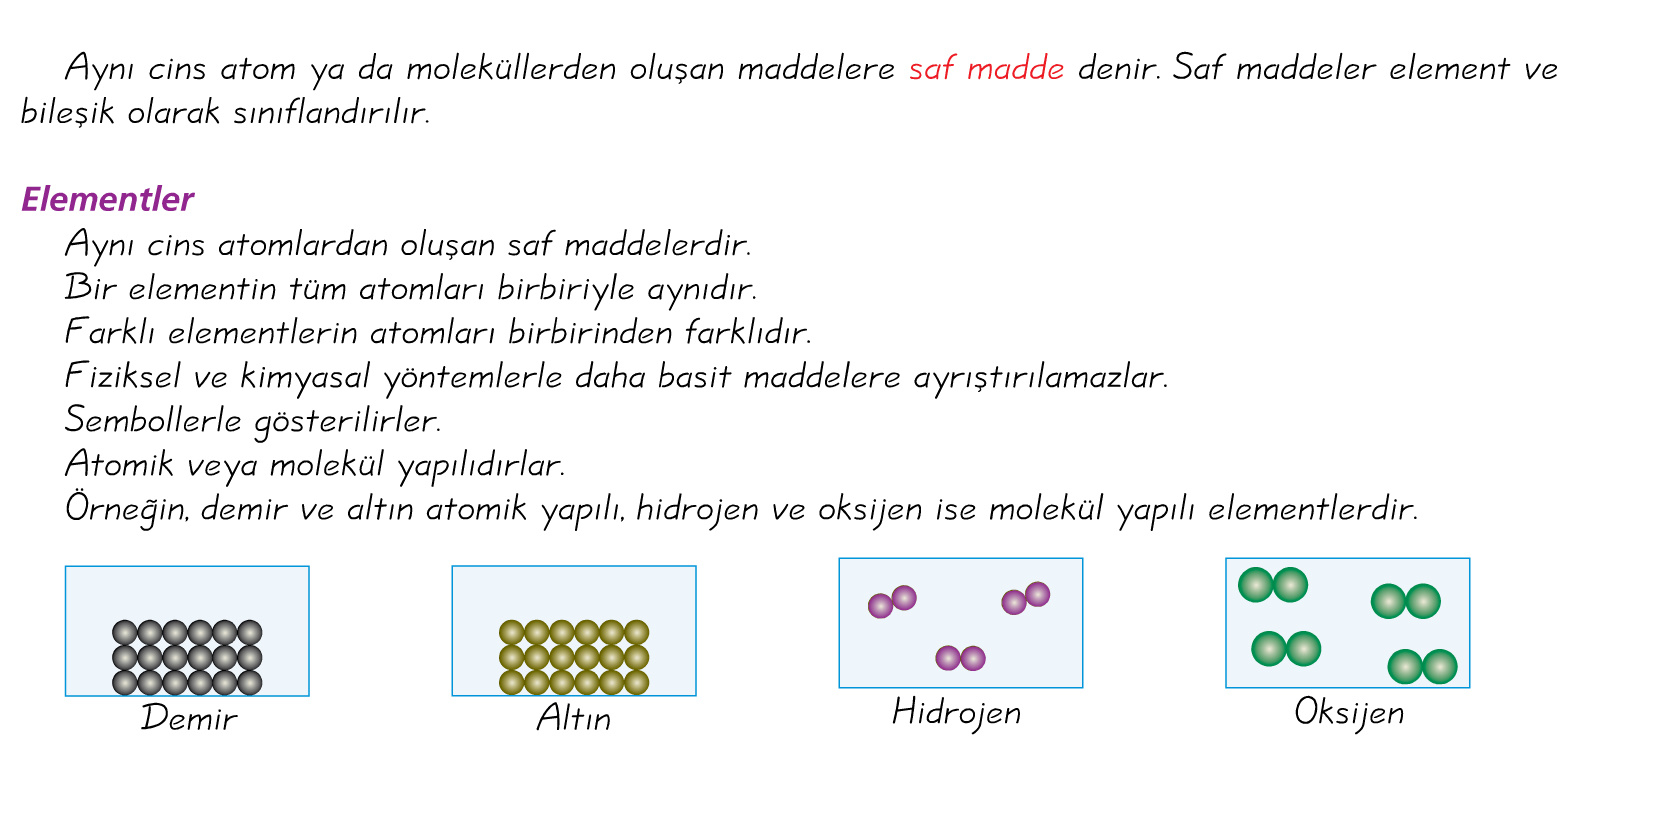 Aynı cins atom ya da moleküllerden oluşan maddelere saf madde denir. Saf maddeler element ve
bileşik olarak sınıflandırılır.
Elementler
Aynı cins atomlardan oluşan saf maddelerdir.
Bir elementin tüm atomları birbiriyle aynıdır.
Farklı elementlerin atomları birbirinden farklıdır.
Fiziksel ve kimyasal yöntemlerle daha basit maddelere ayrıştırılamazlar.
Sembollerle gösterilirler.
Atomik veya molekül yapılıdırlar.
Örneğin, demir ve altın atomik yapılı, hidrojen ve oksijen ise molekül yapılı elementlerdir.
Demir
Altın
Hidrojen
Oksijen